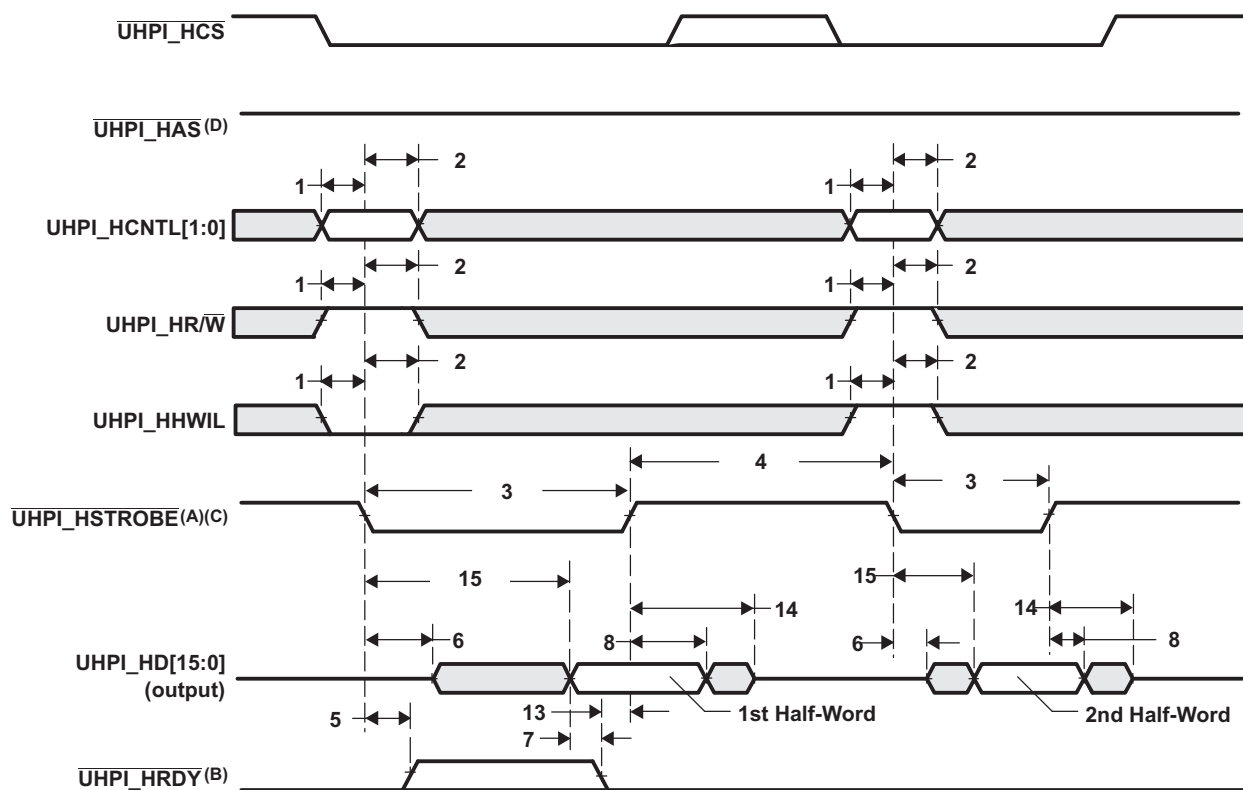 UHPI_HCS
UHPI_HAS(D)
2
2
1
1
UHPI_HCNTL[1:0]
2
2
1
1
UHPI_HR/W
2
2
1
1
UHPI_HHWIL
4
3
3
UHPI_HSTROBE(A)(C)
15
15
14
14
6
8
6
8
UHPI_HD[15:0]
(output)
5
13
1st Half-Word
2nd Half-Word
7
UHPI_HRDY(B)